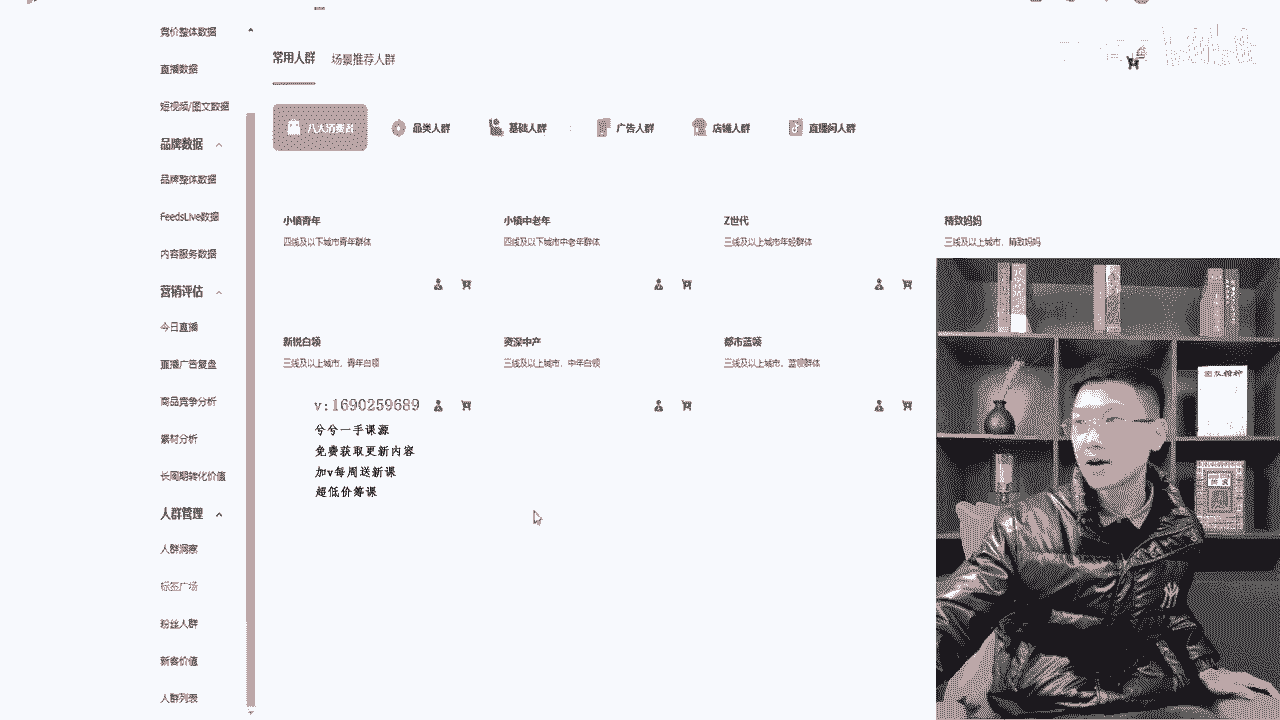 竞价整体数据
直播数据
短视频/图文数据
品牌数据
品牌整体数据
FeedsLive数据
内容服务数据
营销评估
今日直播
直播广告复盘
商品竞争分析
素材分析
长周期转化价值
人群管理
人群洞察
标签广场
粉丝人群
新客价值
人群列表
常用人群 场景推荐人群
八大消费者 品类人群 基础人群 广告人群 店铺人群 直播间人群
小镇青年 小镇中老年 Z世代 精致妈妈
四线及以下城市青年群体 四线及以下城市中老年群体 三线及以上城市年轻群体 三线及以上城市，精致妈妈
新锐白领 资深中产 都市蓝领
三线及以上城市，青年白领 三线及以上城市，中年白领 三线及以上城市，蓝领群体
v:1690259689
兮兮一手课源
免费获取更新内容
加v每周送新课
超低价筹课